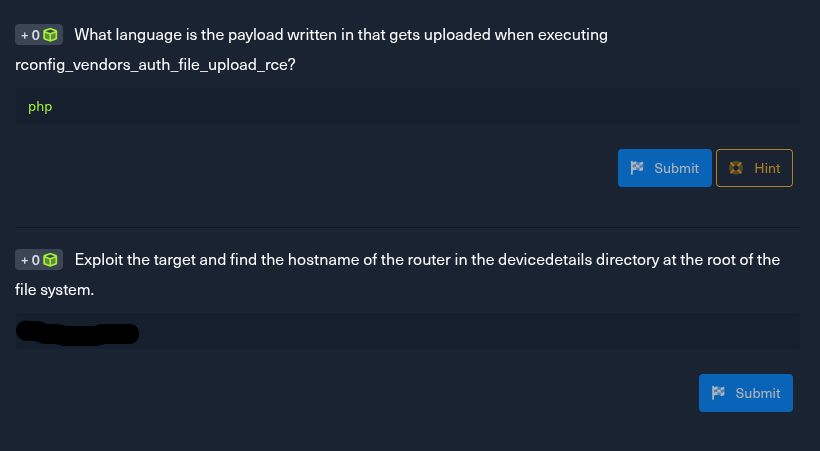 + 0 What language is the payload written in that gets uploaded when executing
rconfig_vendors_auth_file_upload_rce?
php
Submit Hint
+ 0 Exploit the target and find the hostname of the router in the devicedetails directory at the root of the
file system.
Submit